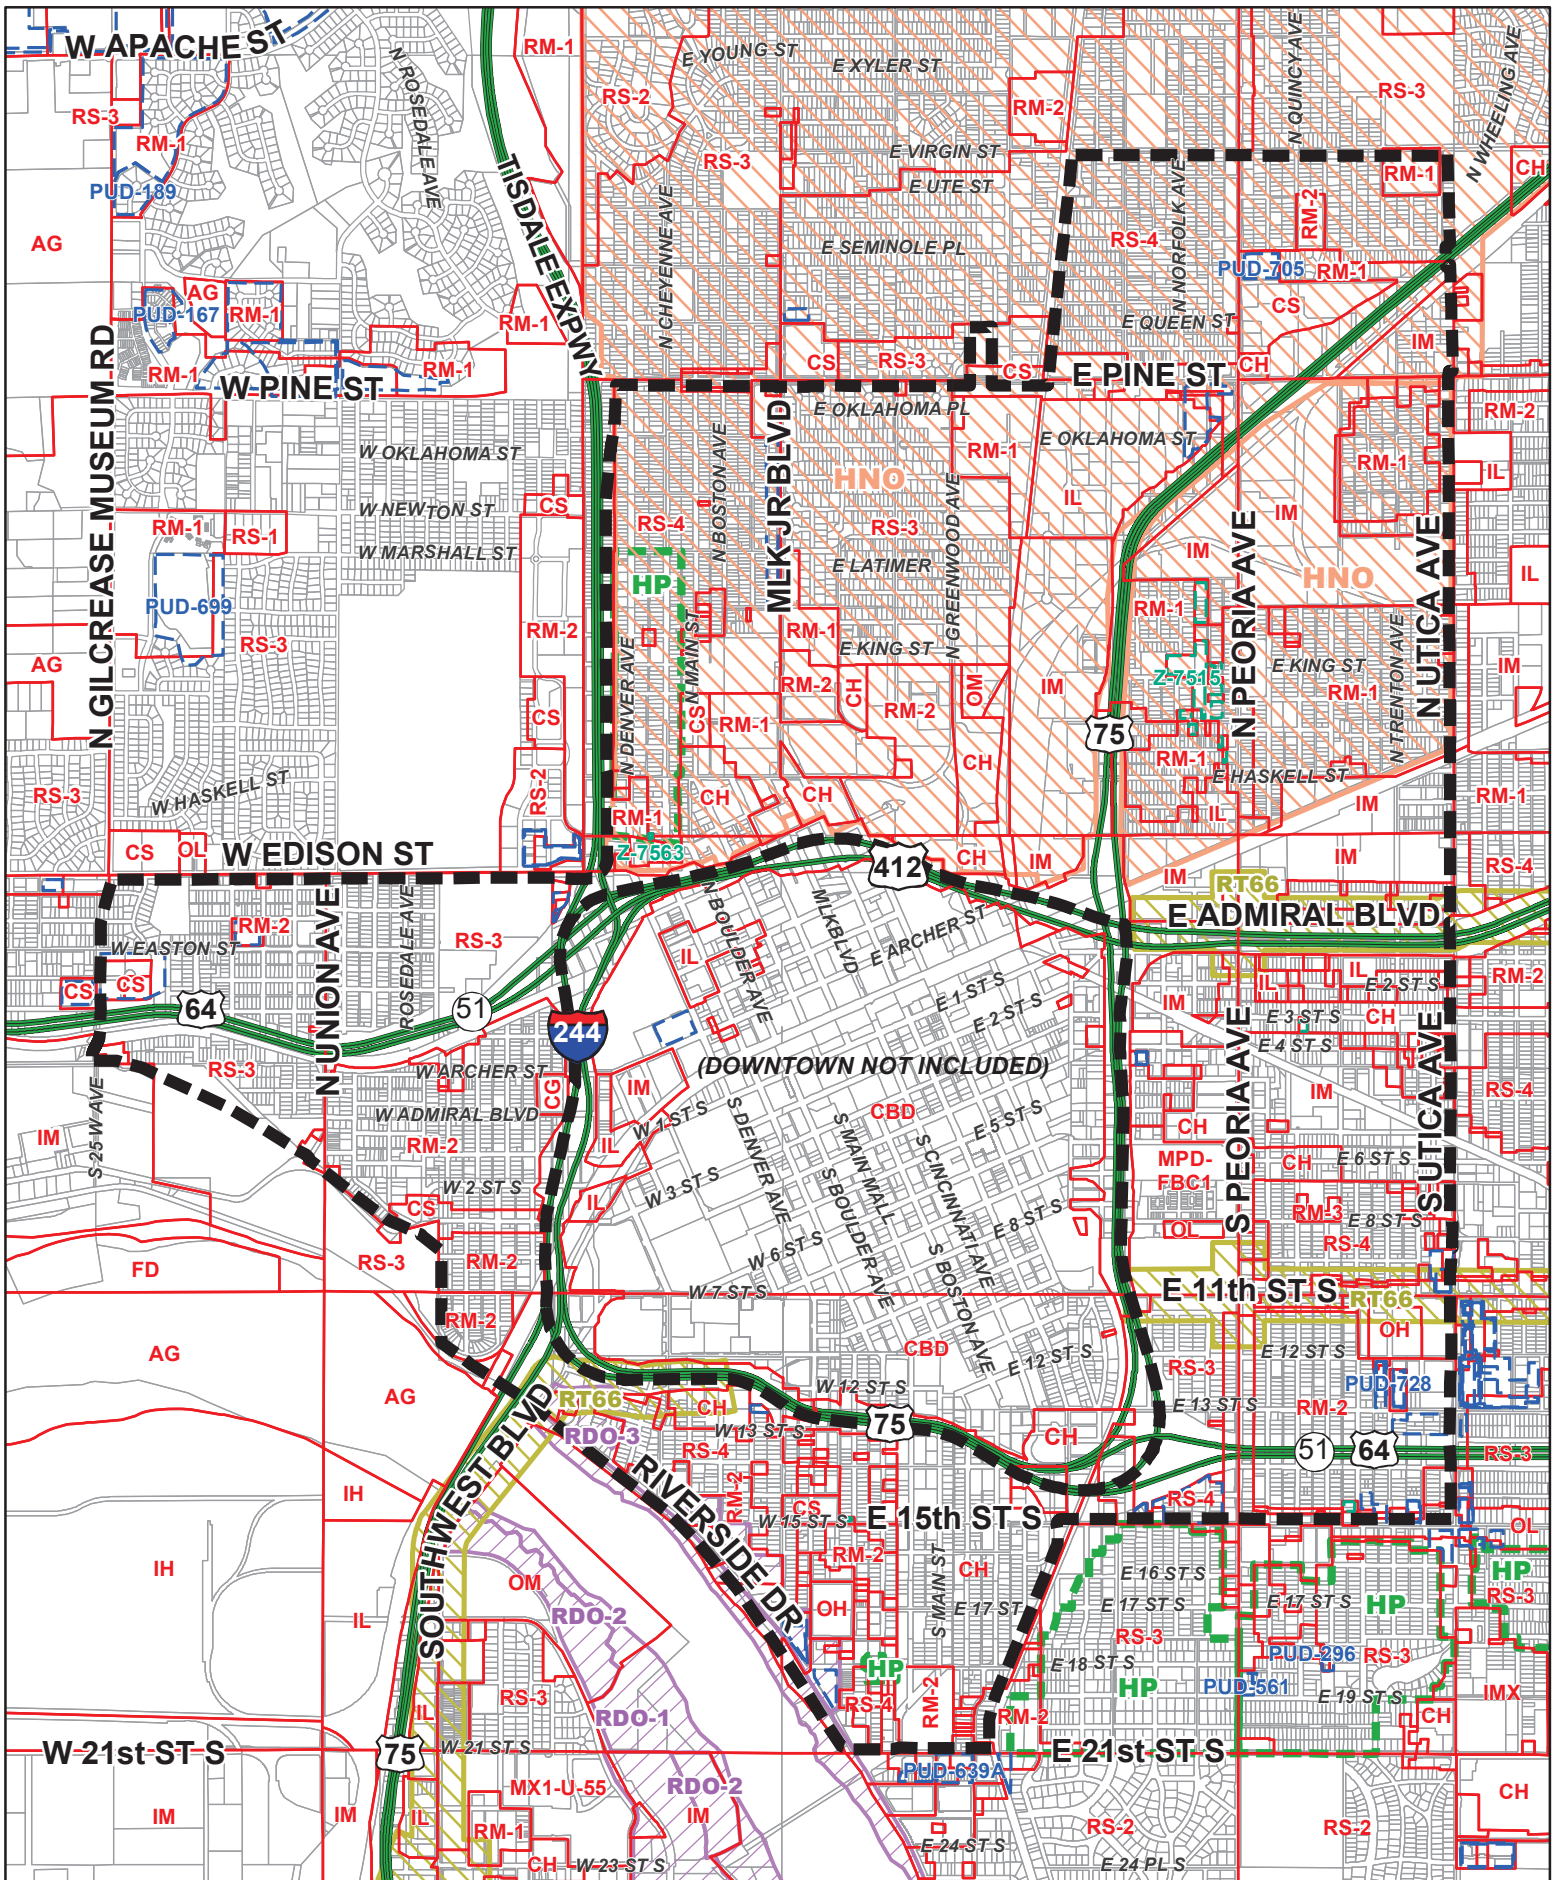 W APACHE ST
N ROSEDALE AVE
RM-1
E YOUNG ST
E XYLER ST
N QUINCY AVE
RS-3
N WHEELING AVE
RS-2
RM-2
RS-3
RM-1
PUD-189
TISDALE EXPWY
RS-3
E VIRGIN ST
E UTE ST
RM-1
CH
N CHEYENNE AVE
RM-2
AG
E SEMINOLE PL
RS-4
N NORFOLK AVE
PUD-705
RM-1
AG
PUD-167
RM-1
RM-1
CS
E QUEEN ST
IM
N GILCREASE MUSEUM RD
RM-1
W PINE ST
RM-1
CS
RS-3
CS
E PINE ST
CH
MLK JR BLVD
E OKLAHOMA PL
RM-2
W OKLAHOMA ST
N BOSTON AVE
RM-1
E OKLAHOMA ST
RM-1
HNO
IL
IL
CS
W NEWTON ST
RM-1
RS-1
RS-4
RS-3
N GREENWOOD AVE
N PEORIA AVE
IM
N UTICA AVE
W MARSHALL ST
IM
HP
E LATIMER
HNO
IL
PUD-699
RM-1
RS-3
RM-2
N DENVER AVE
N MAIN ST
RM-1
E KING ST
E KING ST
N TRENTON AVE
AG
RM-2
CH
OM
IM
Z-7515
RM-1
IM
CS
CS
RM-1
RM-2
75
RM-1
CH
E HASKELL ST
RS-3
W HASKELL ST
RS-2
CH
CH
IM
RM-1
RM-1
IL
CS
OL
W EDISON ST
Z-7563
412
CH
IM
IM
RS-4
IM
RT66
N UNION AVE
ROSEDALE AVE
N BOULDER AVE
MLK BLVD
E ARCHER ST
E ADMIRAL BLVD
RM-2
W EASTON ST
RS-3
IL
CS
CS
IL
IL
E 2 ST S
RM-2
64
51
E 1 ST S
E 2 ST S
IM
E 3 ST S
CH
244
S PEORIA AVE
E 4 ST S
S UTICA AVE
(DOWNTOWN NOT INCLUDED)
RS-3
W ARCHER ST
CG
IM
CBD
IM
RS-4
S 25 W AVE
W ADMIRAL BLVD
W 1 ST S
S DENVER AVE
S MAIN MALL
S CINCINNATI AVE
E 5 ST S
CH
IM
RM-2
IL
MPD-
FBC1
CH
E 6 ST S
W 2 ST S
W 3 ST S
S BOULDER AVE
CS
IL
RM-3
E 8 ST S
E 8 ST S
OL
RS-4
FD
RS-3
RM-2
W 6 ST S
S BOSTON AVE
W 7 ST S
E 11th ST S
RT66
RM-2
OH
AG
CBD
E 12 ST S
E 12 ST S
AG
RS-3
W 12 ST S
PUD-728
SOUTHWEST BLVD
RT66
CH
E 13 ST S
RM-2
RDO-3
W 13 ST S
75
CH
51
64
RS-3
RS-4
RIVERSIDE DR
RM-2
IH
CS
RS-4
W 15 ST S
E 15th ST S
OL
RM-2
IH
OM
CH
E 16 ST S
HP
RDO-2
OH
S MAIN ST
E 17 ST
E 17 ST S
E 17 ST S
HP
RS-3
IL
RS-3
PUD-296
RS-3
HP
E 18 ST S
HP
PUD-561
E 19 ST S
IMX
RS-3
RS-4
RM-2
IL
RDO-1
RM-2
CH
W 21st ST S
75
W 21 ST S
E 21st ST S
PUD-639A
MX1-U-55
RDO-2
CH
IM
IM
IL
RM-1
IM
RS-2
RS-2
E 24 ST S
CH
W 23 ST S
E 24 PL S